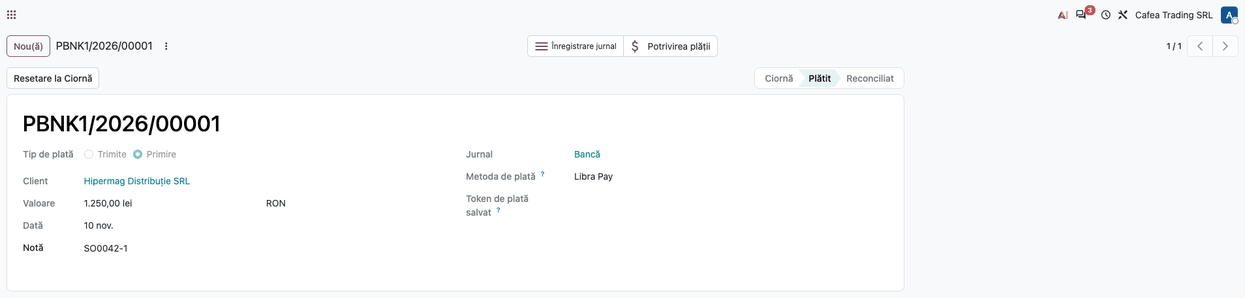 AI 3 Cafea Trading SRL A
Nou(ă) PBNK1/2026/00001 Înregistrare jurnal $ Potrivirea plății 1 / 1
Resetare la Ciornă Ciornă Plătit Reconciliat
PBNK1/2026/00001
Tip de plată Trimite Primire Jurnal Bancă
Client Hipermag Distribuție SRL Metoda de plată ? Libra Pay
Valoare 1.250,00 lei RON Token de plată salvat ?
Dată 10 nov.
Notă SO0042-1